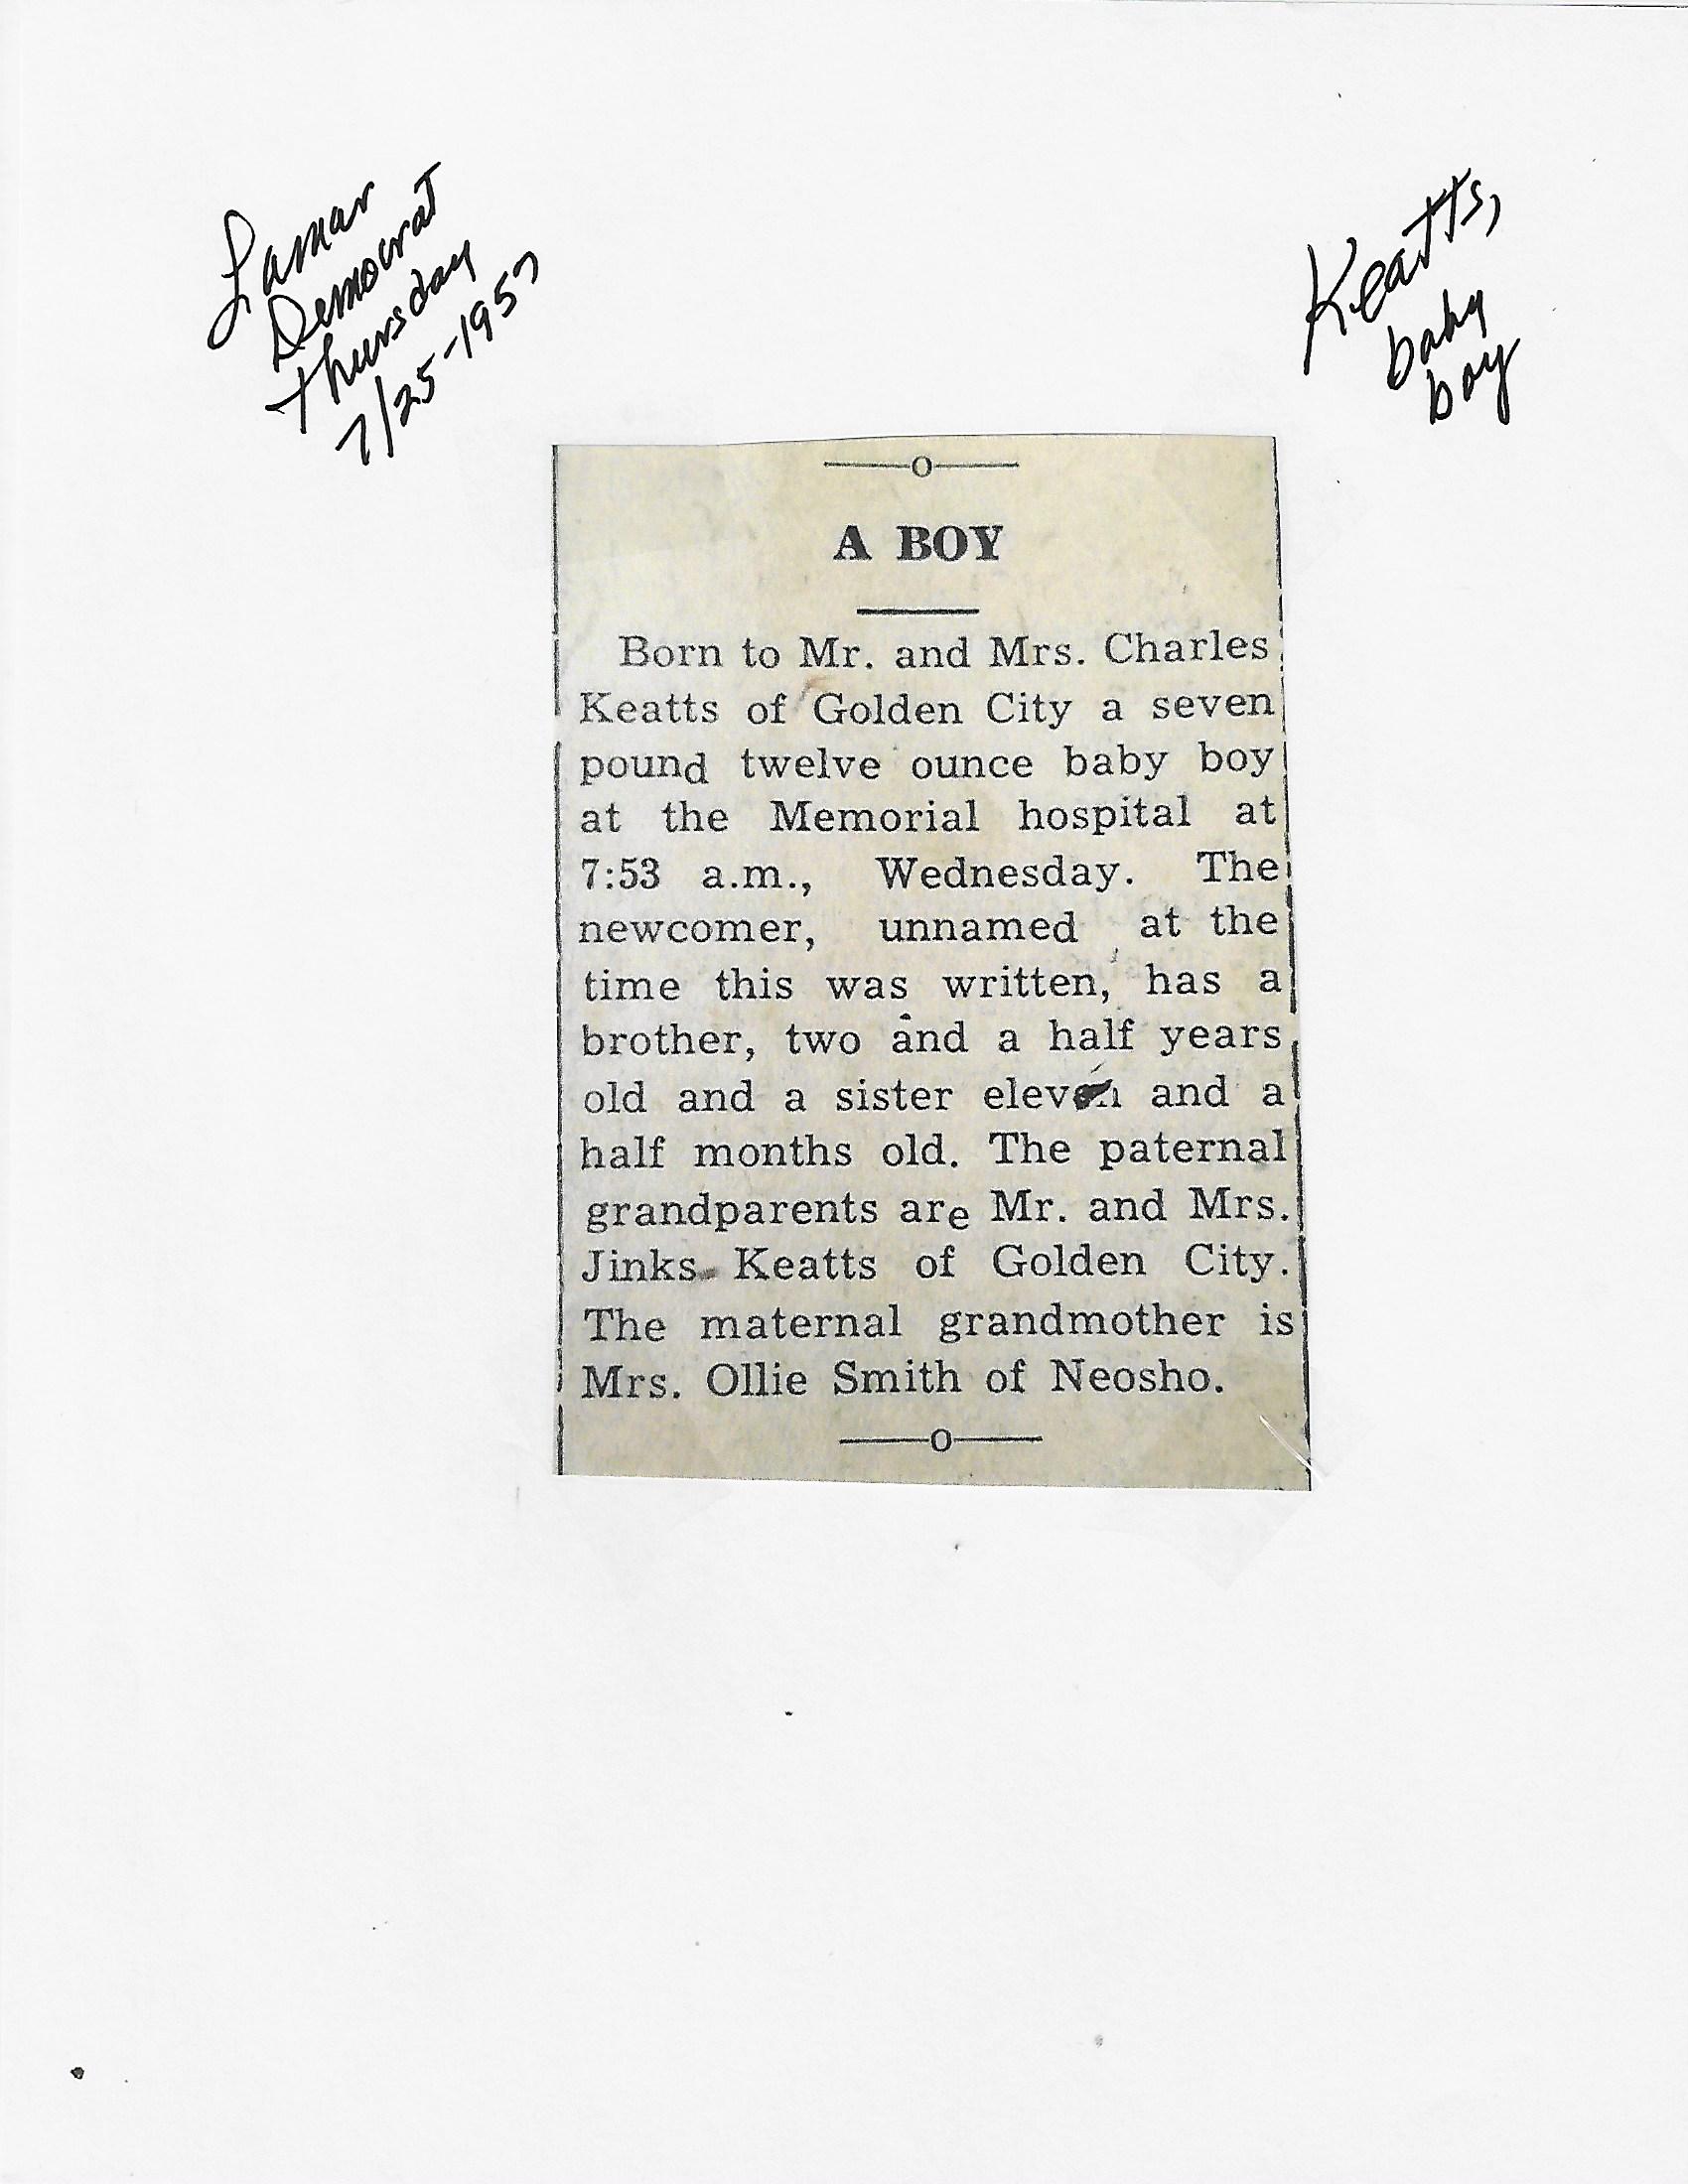 Lamar
Democrat
Thursday
7/25-1957
Keatts,
baby
boy
A BOY
Born to Mr. and Mrs. Charles
Keatts of Golden City a seven
pound twelve ounce baby boy
at the Memorial hospital at
7:53 a.m., Wednesday. The
newcomer, unnamed at the
time this was written, has a
brother, two and a half years
old and a sister eleven and a
half months old. The paternal
grandparents are Mr. and Mrs.
Jinks Keatts of Golden City.
The maternal grandmother is
Mrs. Ollie Smith of Neosho.